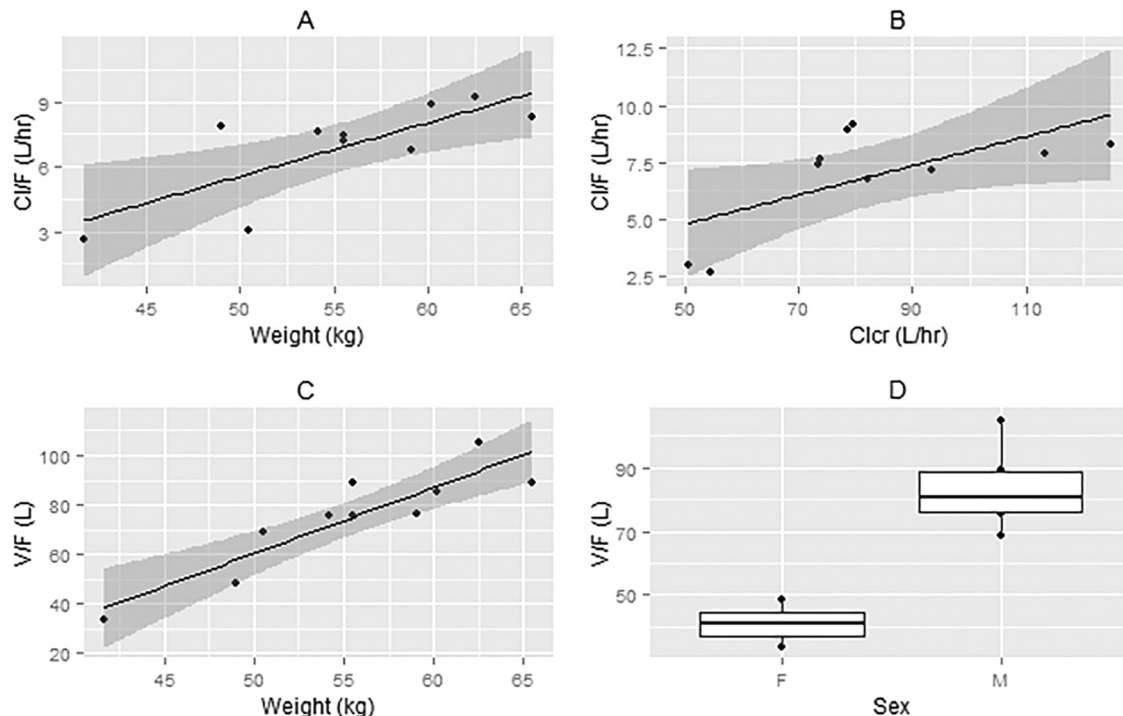 A
9
6
3
Cl/F (L/hr)
45 50 55 60 65
Weight (kg)
B
12.5
10.0
7.5
5.0
2.5
Cl/F (L/hr)
50 70 90 110
Clcr (L/hr)
C
100
80
60
40
20
V/F (L)
45 50 55 60 65
Weight (kg)
D
90
70
50
V/F (L)
F M
Sex